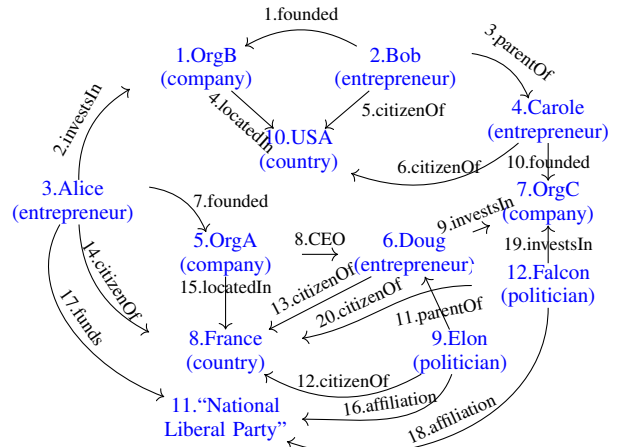 1.founded
1.OrgB
(company)
2.Bob
(entrepreneur)
3.parentOf
2.investsIn
4.locatedIn
5.citizenOf
4.Carole
(entrepreneur)
10.USA
(country)
6.citizenOf
10.founded
3.Alice
(entrepreneur)
7.founded
7.OrgC
(company)
9.investsIn
5.OrgA
(company)
8.CEO
6.Doug
(entrepreneur)
19.investsIn
12.Falcon
(politician)
14.citizenOf
15.locatedIn
13.citizenOf
20.citizenOf
11.parentOf
17.funds
8.France
(country)
9.Elon
(politician)
12.citizenOf
11.“National
Liberal Party”
16.affiliation
18.affiliation